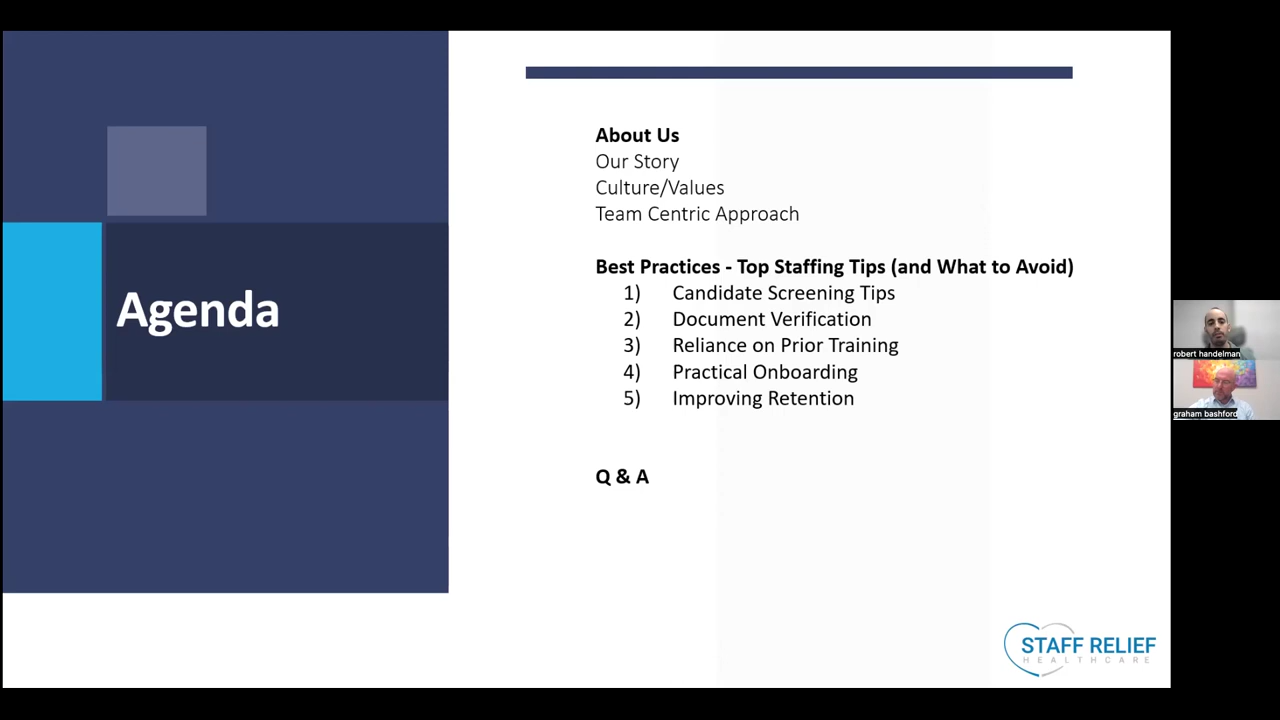 Agenda
About Us
Our Story
Culture/Values
Team Centric Approach
Best Practices - Top Staffing Tips (and What to Avoid)
1) Candidate Screening Tips
2) Document Verification
3) Reliance on Prior Training
4) Practical Onboarding
5) Improving Retention
Q & A
robert handelman
graham bashford
STAFF RELIEF
HEALTHCARE